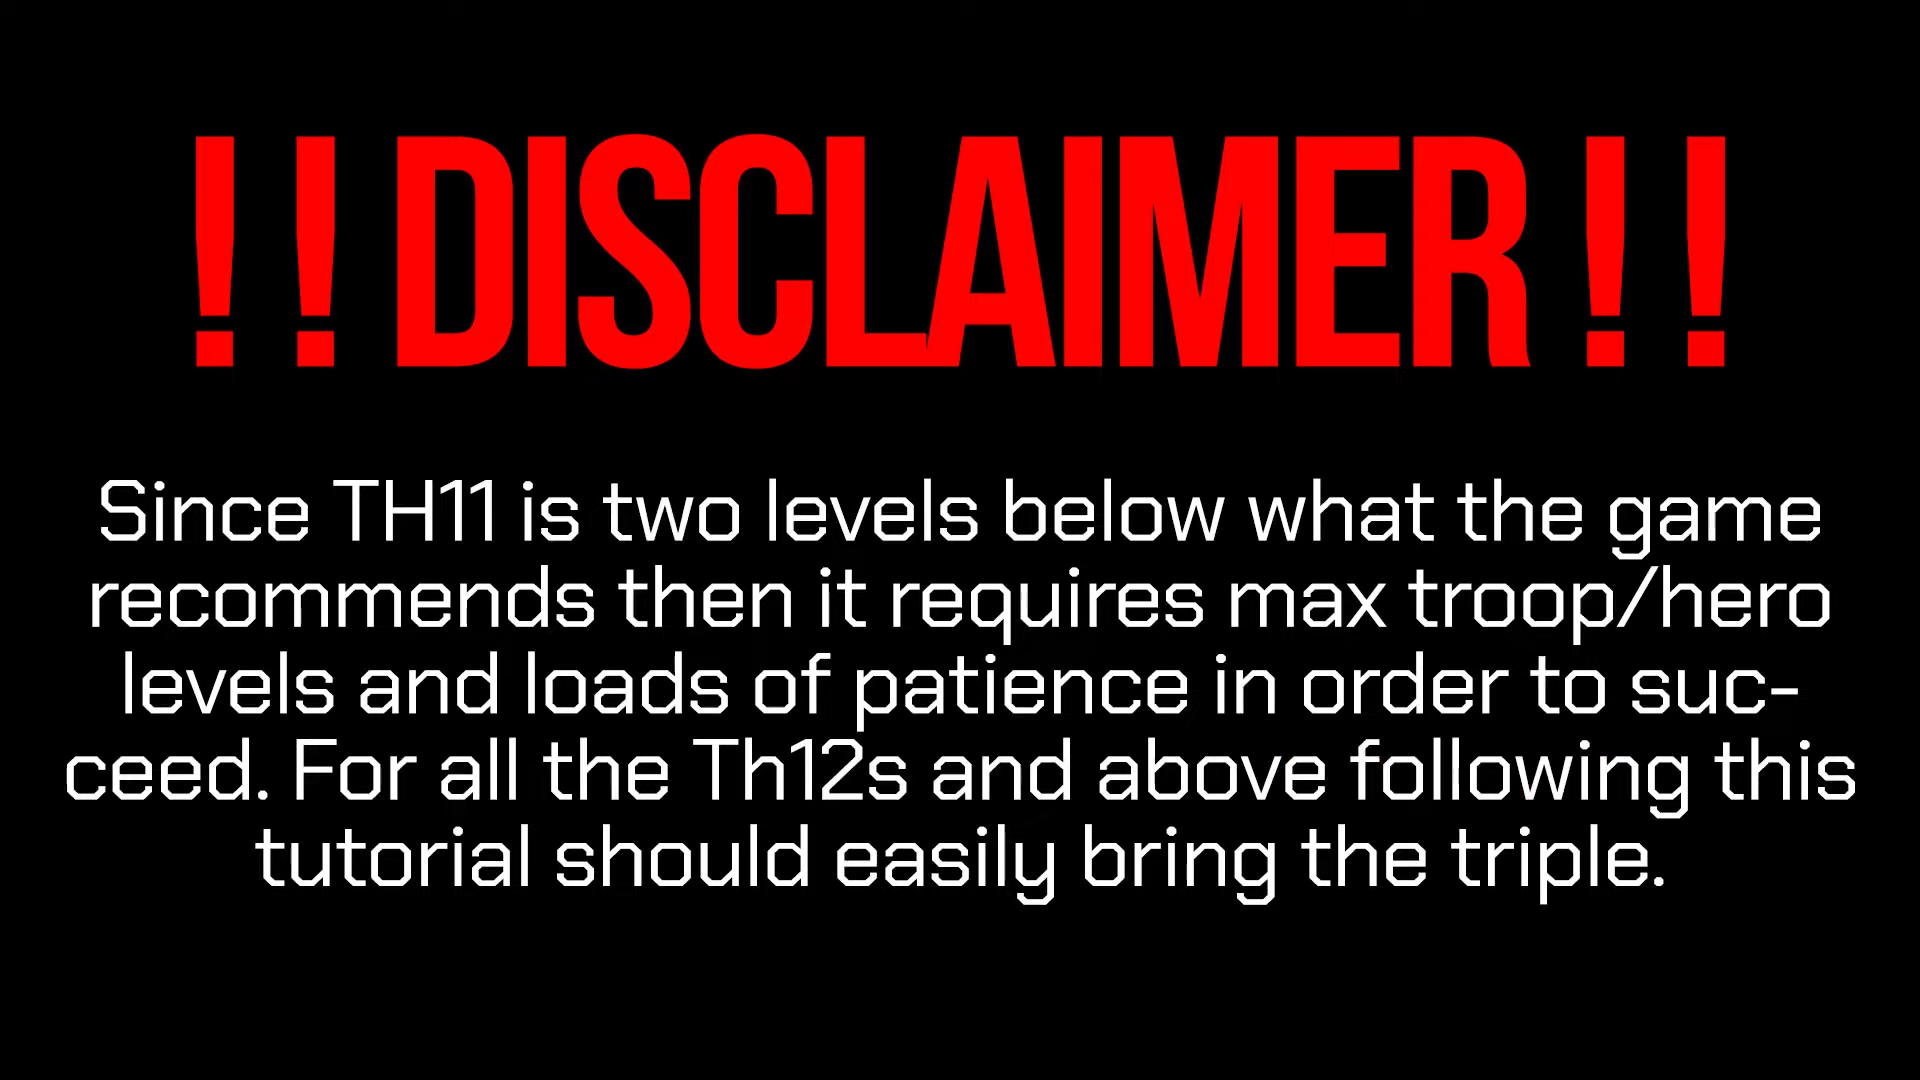 !!DISCLAIMER!!
Since TH11 is two levels below what the game
recommends then it requires max troop/hero
levels and loads of patience in order to suc-
ceed. For all the Th12s and above following this
tutorial should easily bring the triple.